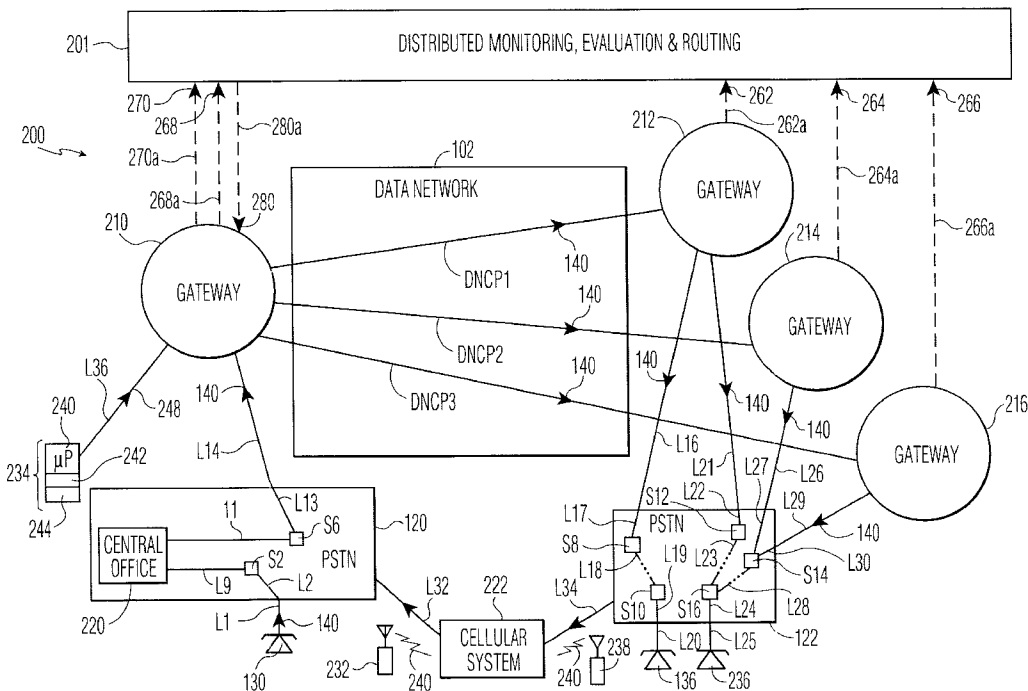 201
DISTRIBUTED MONITORING, EVALUATION & ROUTING
270
268
280a
262
264
266
200
270a
268a
280
262a
264a
266a
212
102
DATA NETWORK
GATEWAY
210
GATEWAY
DNCP1
140
214
GATEWAY
DNCP2
140
DNCP3
140
216
GATEWAY
L36
248
140
L14
140
L16
140
L21
140
L26
L27
L29
140
L30
240
234
µP
242
244
L13
11
S6
120
CENTRAL
OFFICE
S2
PSTN
L9
L2
220
L1
140
130
L17
S8
L18
PSTN
S12
L22
L19
L23
S14
S10
S16
L24
L28
L20
L25
122
136
236
L32
222
L34
CELLULAR
SYSTEM
232
240
240
238